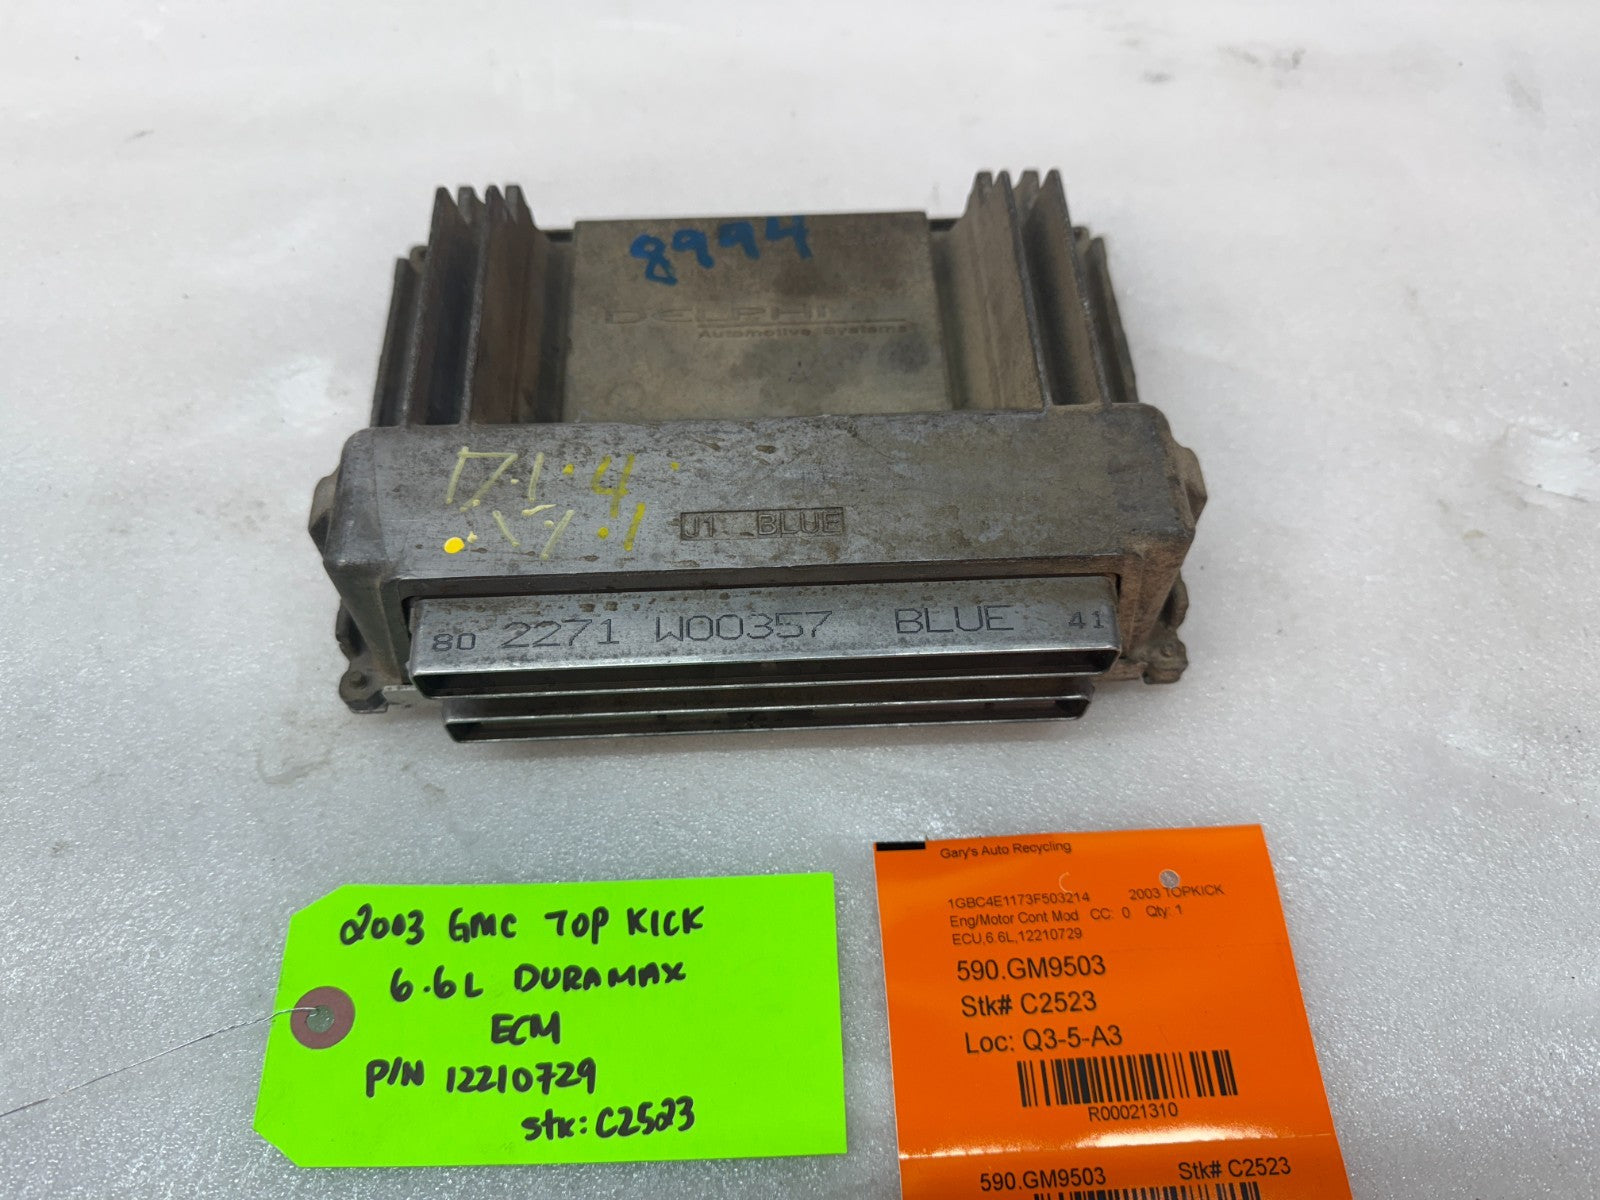 8994
DELPHI
Automotive Systems
J1 BLUE
80 2271 W00357 BLUE 41
2003 GMC TOP KICK
6.6L DURAMAX
ECM
P/N 12210729
stk: C2523
Gary's Auto Recycling
1GBC4E1173F503214 2003 TOPKICK
Eng/Motor Cont Mod CC: 0 Qty: 1
ECU,6.6L,12210729
590.GM9503
Stk# C2523
Loc: Q3-5-A3
R00021310
590.GM9503 Stk# C2523